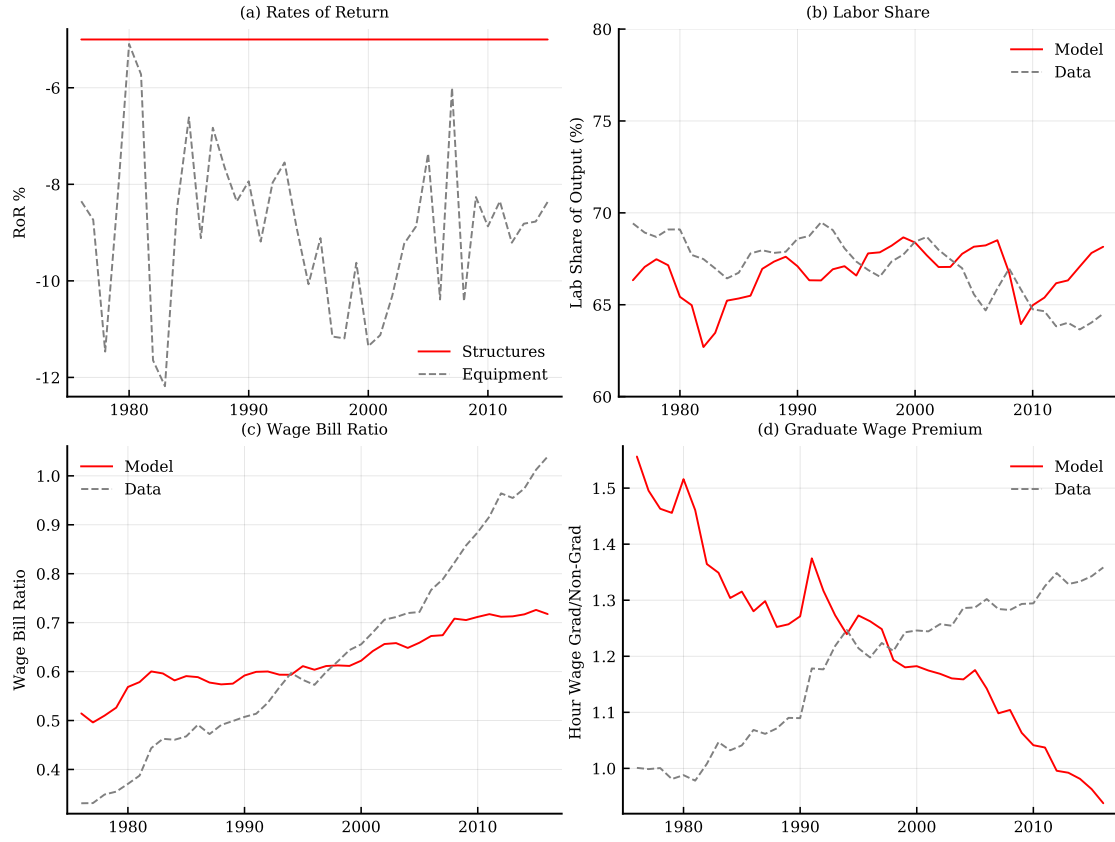 (a) Rates of Return
RoR %
-6
-8
-10
-12
1980
1990
2000
2010
Structures
Equipment
(b) Labor Share
Lab Share of Output (%)
80
75
70
65
60
1980
1990
2000
2010
Model
Data
(c) Wage Bill Ratio
Wage Bill Ratio
1.0
0.9
0.8
0.7
0.6
0.5
0.4
1980
1990
2000
2010
Model
Data
(d) Graduate Wage Premium
Hour Wage Grad/Non-Grad
1.5
1.4
1.3
1.2
1.1
1.0
1980
1990
2000
2010
Model
Data